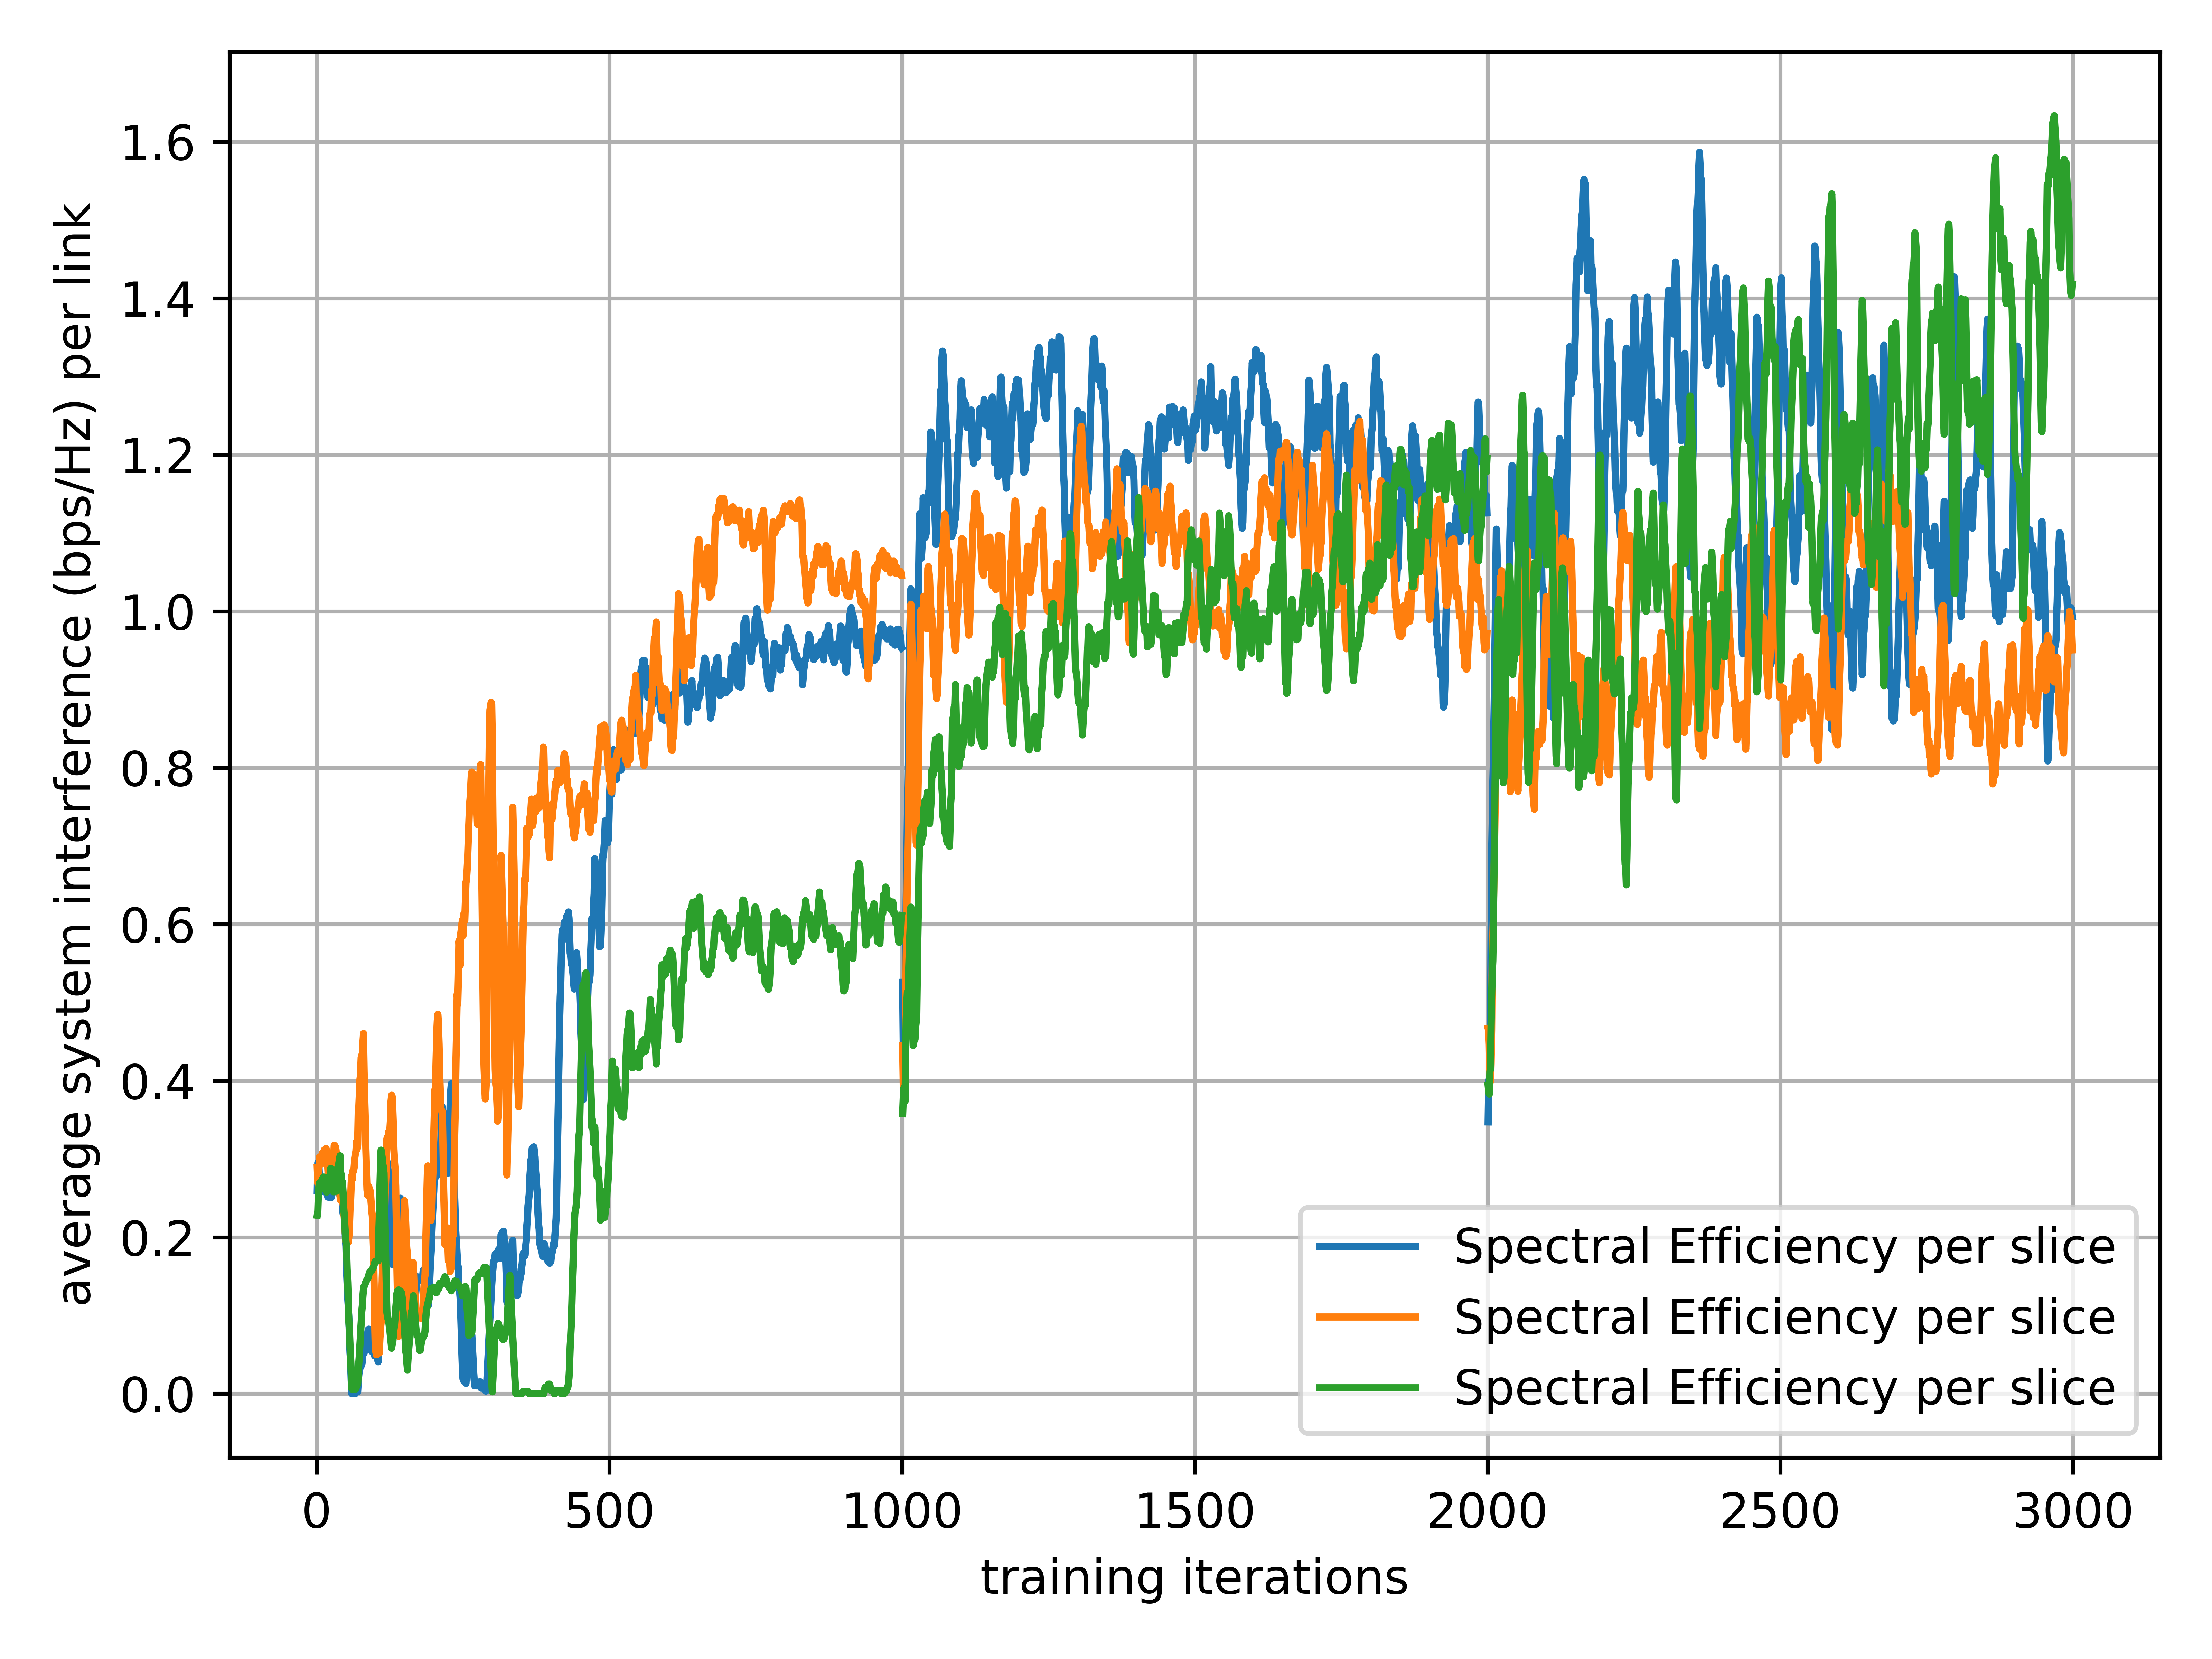 average system interference (bps/Hz) per link
1.6
1.4
1.2
1.0
0.8
0.6
0.4
0.2
0.0
Spectral Efficiency per slice
Spectral Efficiency per slice
Spectral Efficiency per slice
0 500 1000 1500 2000 2500 3000
training iterations